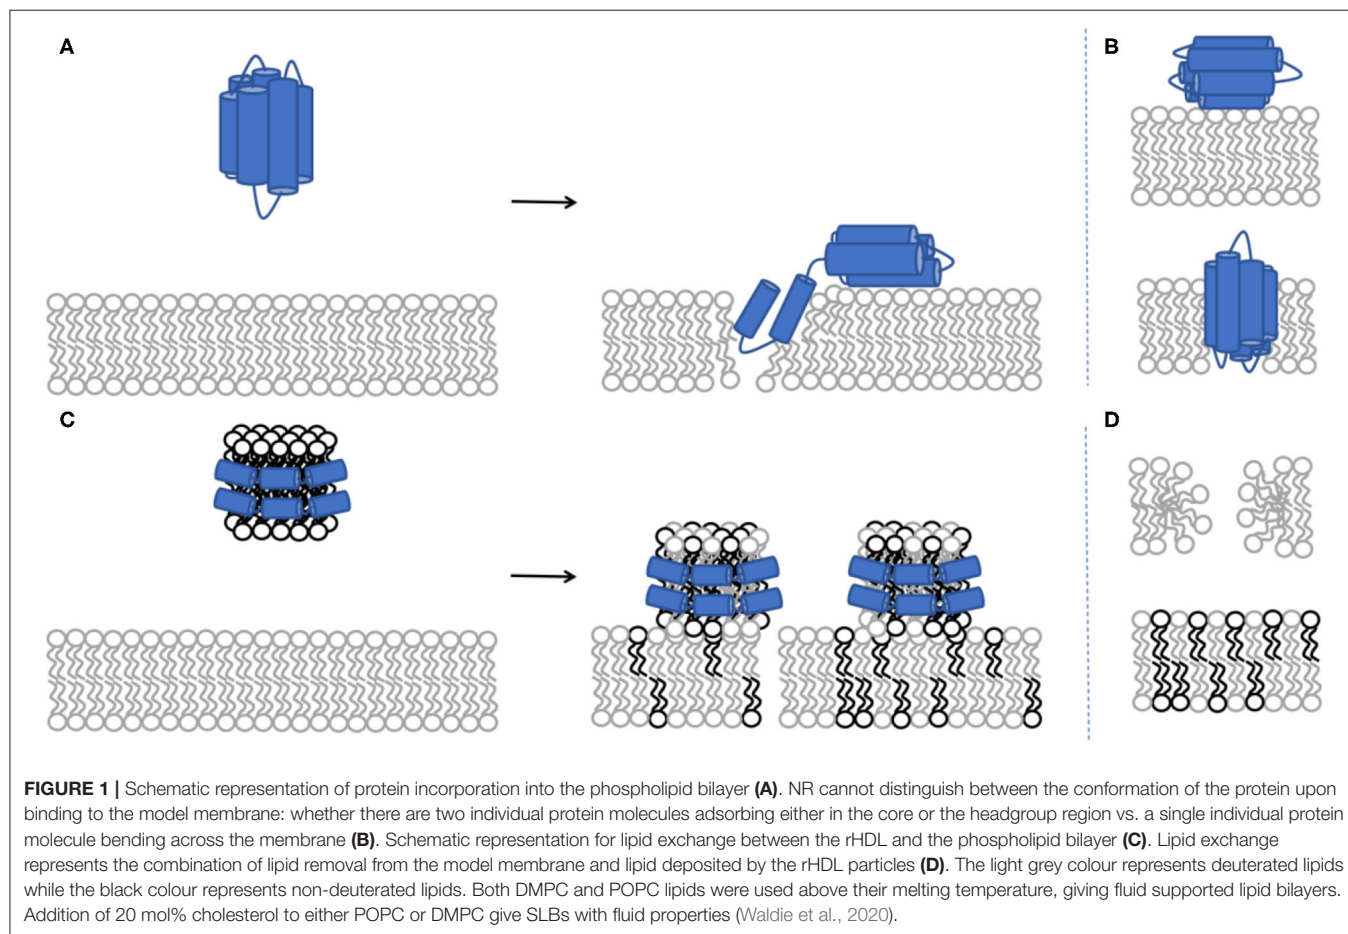 A
B
C
D
FIGURE 1 | Schematic representation of protein incorporation into the phospholipid bilayer (A). NR cannot distinguish between the conformation of the protein upon
binding to the model membrane: whether there are two individual protein molecules adsorbing either in the core or the headgroup region vs. a single individual protein
molecule bending across the membrane (B). Schematic representation for lipid exchange between the rHDL and the phospholipid bilayer (C). Lipid exchange
represents the combination of lipid removal from the model membrane and lipid deposited by the rHDL particles (D). The light grey colour represents deuterated lipids
while the black colour represents non-deuterated lipids. Both DMPC and POPC lipids were used above their melting temperature, giving fluid supported lipid bilayers.
Addition of 20 mol% cholesterol to either POPC or DMPC give SLBs with fluid properties (Waldie et al., 2020).